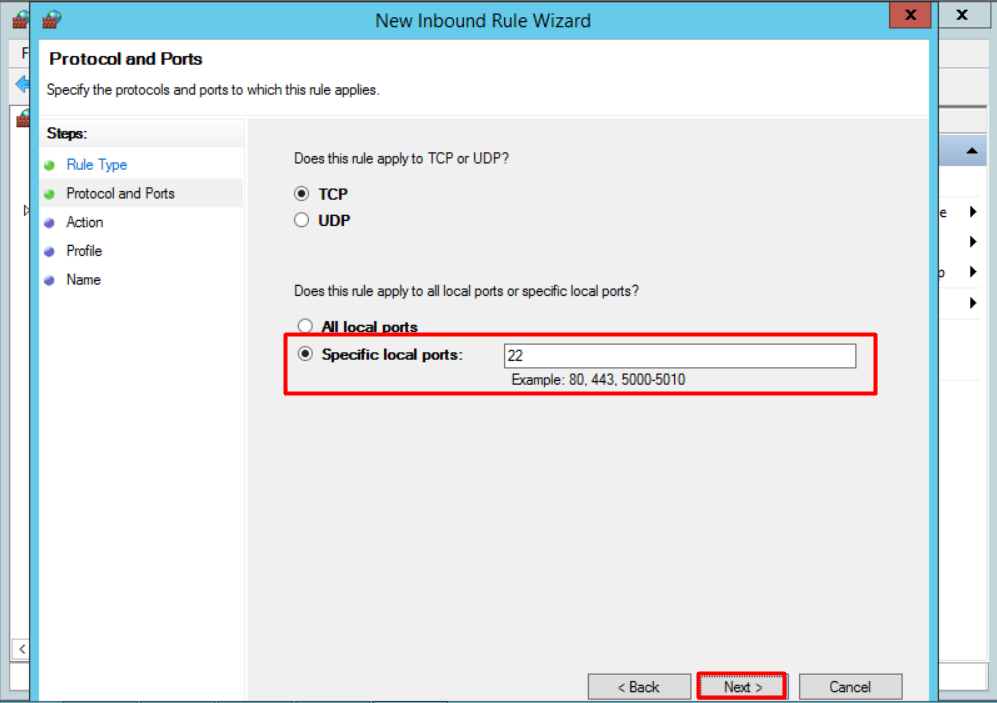 New Inbound Rule Wizard
x
x
F
Protocol and Ports
Specify the protocols and ports to which this rule applies.
Steps:
Rule Type
Protocol and Ports
Action
Profile
Name
Does this rule apply to TCP or UDP?
TCP
UDP
Does this rule apply to all local ports or specific local ports?
All local ports
Specific local ports:
22
Example: 80, 443, 5000-5010
e
p
< Back
Next >
Cancel